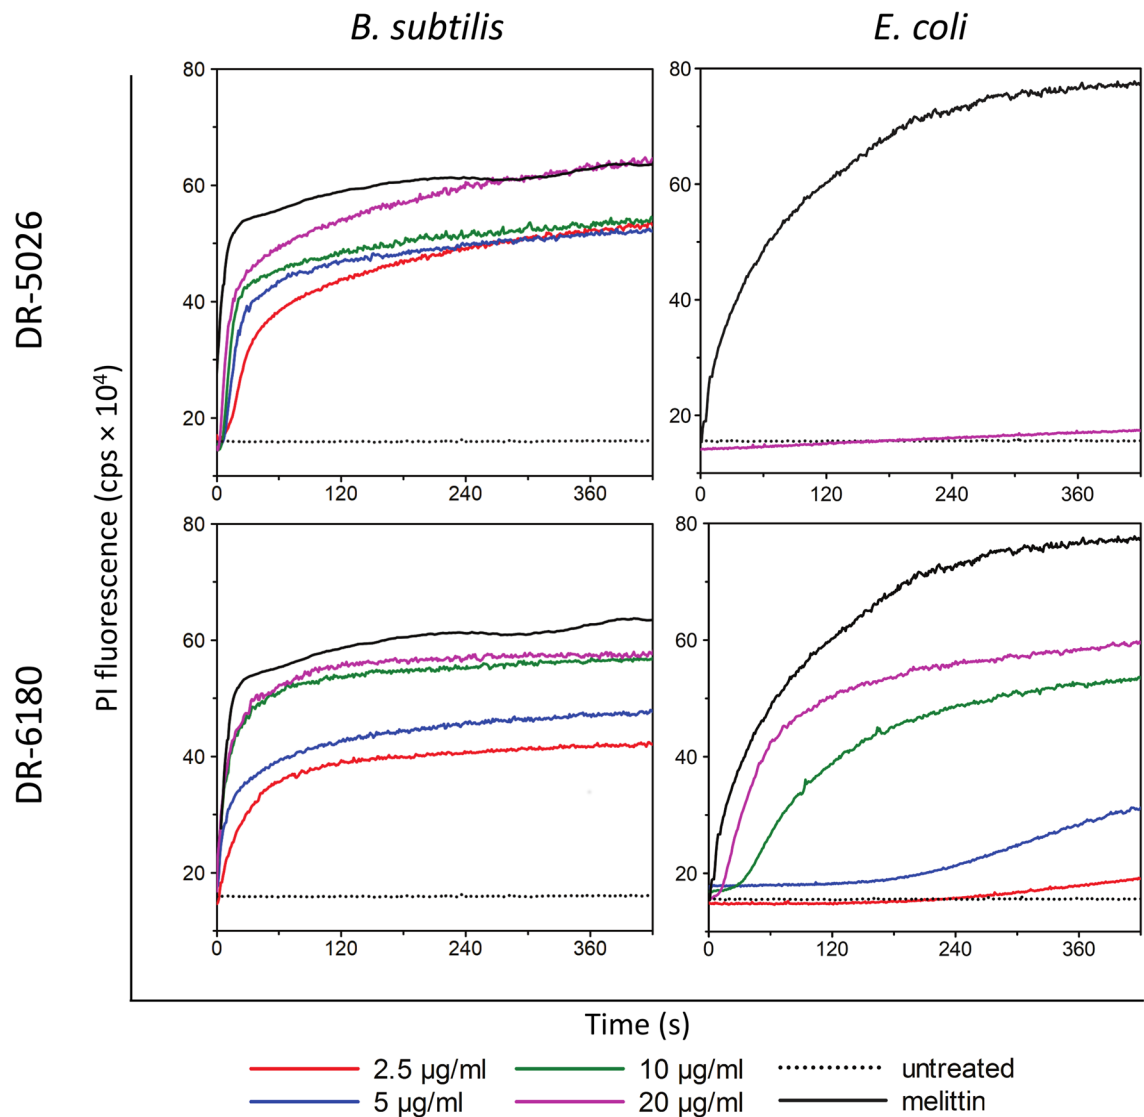 B. subtilis
E. coli
DR-5026
80
60
40
20
0
120
240
360
80
60
40
20
0
120
240
360
PI fluorescence (cps × 10⁴)
DR-6180
80
60
40
20
0
120
240
360
80
60
40
20
0
120
240
360
Time (s)
2.5 µg/ml
10 µg/ml
untreated
5 µg/ml
20 µg/ml
melittin